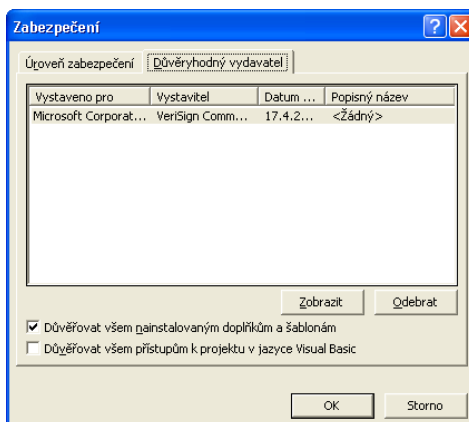 Zabezpečení
Úroveň zabezpečení Důvěryhodný vydavatel
Vystaveno pro Vystavitel Datum ... Popisný název
Microsoft Corporat... VeriSign Comm... 17.4.2... <Žádný>
Zobrazit Odebrat
Důvěřovat všem nainstalovaným doplňkům a šablonám
Důvěřovat všem přístupům k projektu v jazyce Visual Basic
OK Storno